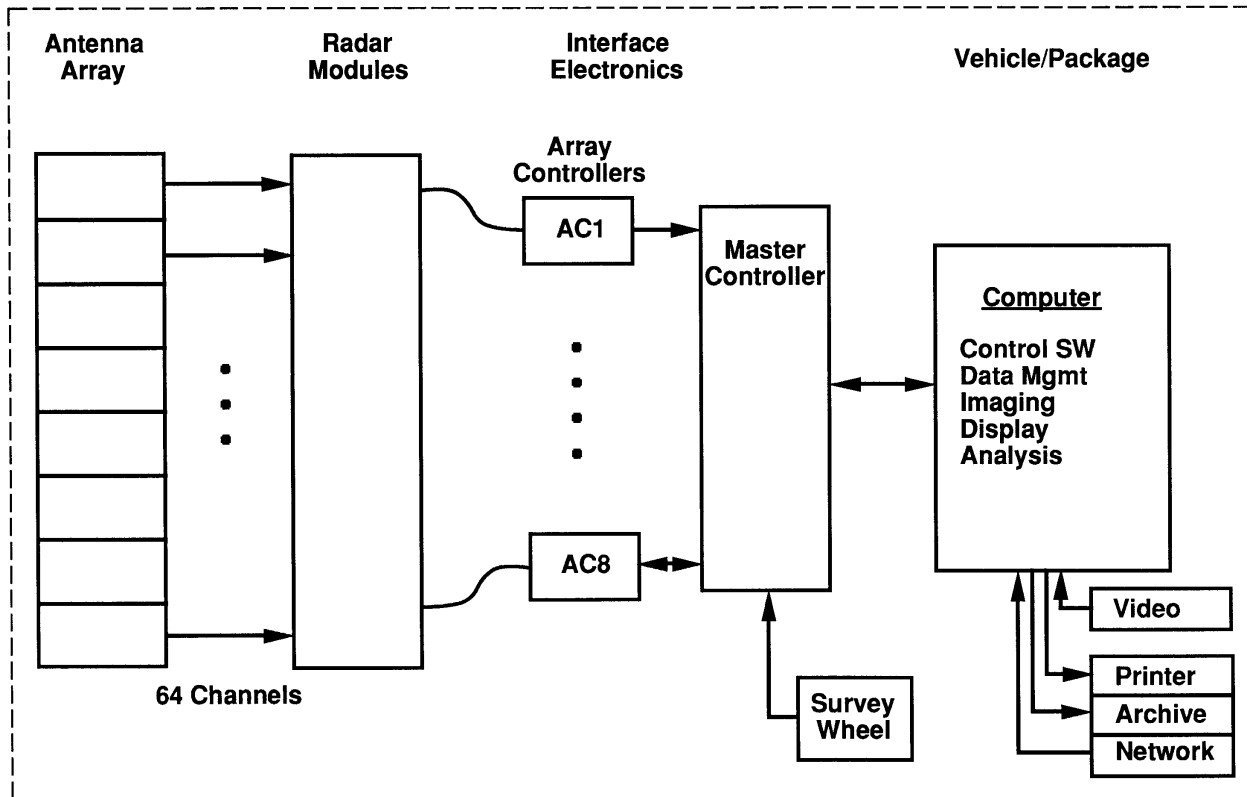 Antenna
Array
Radar
Modules
Interface
Electronics
Vehicle/Package
Array
Controllers
AC1
Master
Controller
Computer
Control SW
Data Mgmt
Imaging
Display
Analysis
AC8
Video
64 Channels
Survey
Wheel
Printer
Archive
Network